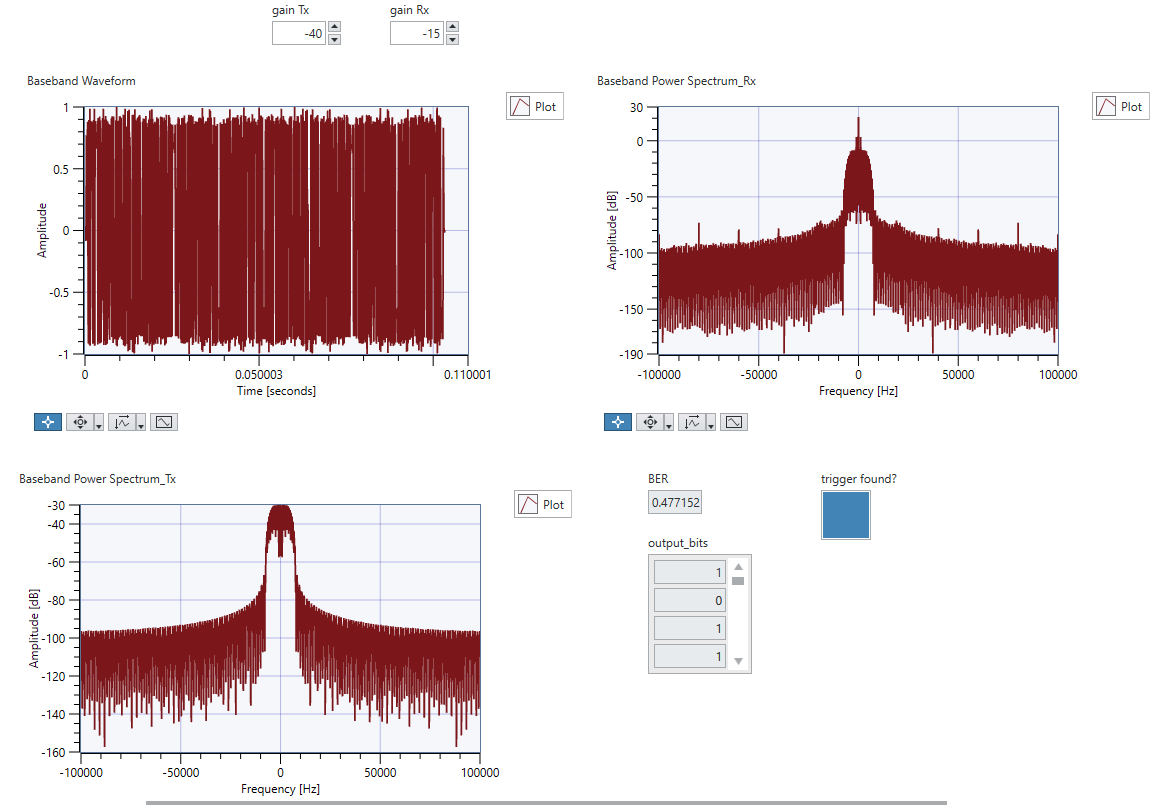 gain Tx
gain Rx
-40
-15
Baseband Waveform
Plot
1
0.5
0
-0.5
-1
Amplitude
0
0.050003
0.110001
Time [seconds]
Baseband Power Spectrum_Rx
Plot
30
0
-50
-100
-150
-190
Amplitude [dB]
-100000
-50000
0
50000
100000
Frequency [Hz]
Baseband Power Spectrum_Tx
Plot
-30
-40
-60
-80
-100
-120
-140
-160
Amplitude [dB]
-100000
-50000
0
50000
100000
Frequency [Hz]
BER
0.477152
trigger found?
output_bits
1
0
1
1